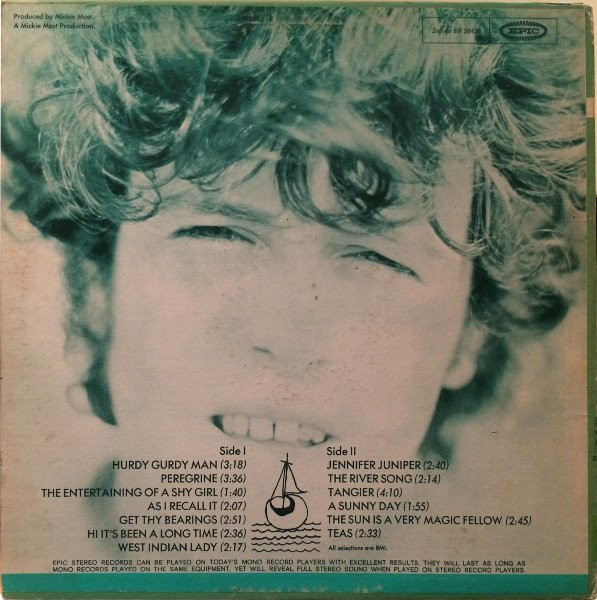 Produced by Mickie Most.
A Mickie Most Production.
Stereo BN
EPIC
Side I
HURDY GURDY MAN (3:18)
PEREGRINE (3:36)
THE ENTERTAINING OF A SHY GIRL (1:40)
AS I RECALL IT (2:07)
GET THY BEARINGS (2:51)
HI IT'S BEEN A LONG TIME (2:36)
WEST INDIAN LADY (2:17)
Side II
JENNIFER JUNIPER (2:40)
THE RIVER SONG (2:14)
TANGIER (4:10)
A SUNNY DAY (1:55)
THE SUN IS A VERY MAGIC FELLOW (2:45)
TEAS (2:33)
All selections are BMI.
EPIC STEREO RECORDS CAN BE PLAYED ON TODAY'S MONO RECORD PLAYERS WITH EXCELLENT RESULTS. THEY WILL LAST AS LONG AS
MONO RECORDS PLAYED ON THE SAME EQUIPMENT, YET WILL REVEAL FULL STEREO SOUND WHEN PLAYED ON STEREO RECORD PLAYERS.